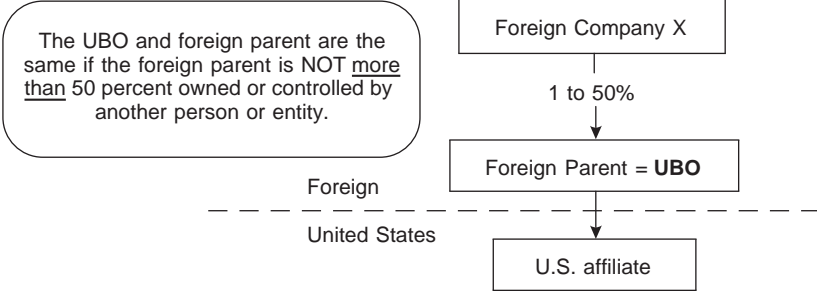 The UBO and foreign parent are the
same if the foreign parent is NOT more
than 50 percent owned or controlled by
another person or entity.
Foreign Company X
1 to 50%
Foreign Parent = UBO
Foreign
United States
U.S. affiliate